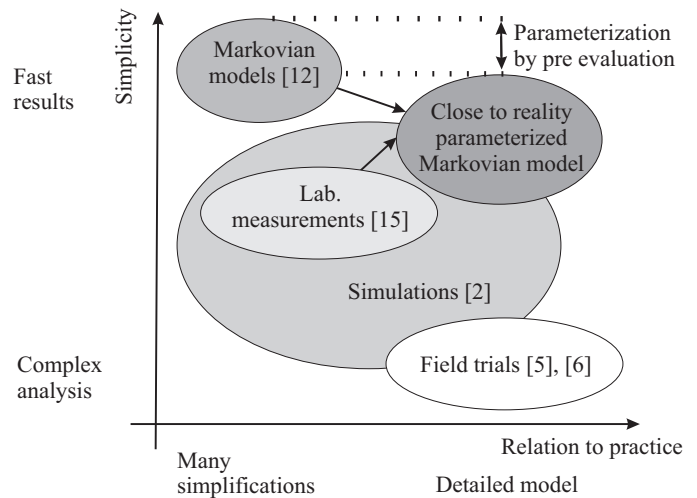 Simplicity
Fast
results
Markovian
models [12]
Parameterization
by pre evaluation
Close to reality
parameterized
Markovian model
Lab.
measurements [15]
Simulations [2]
Field trials [5], [6]
Complex
analysis
Relation to practice
Many
simplifications
Detailed model